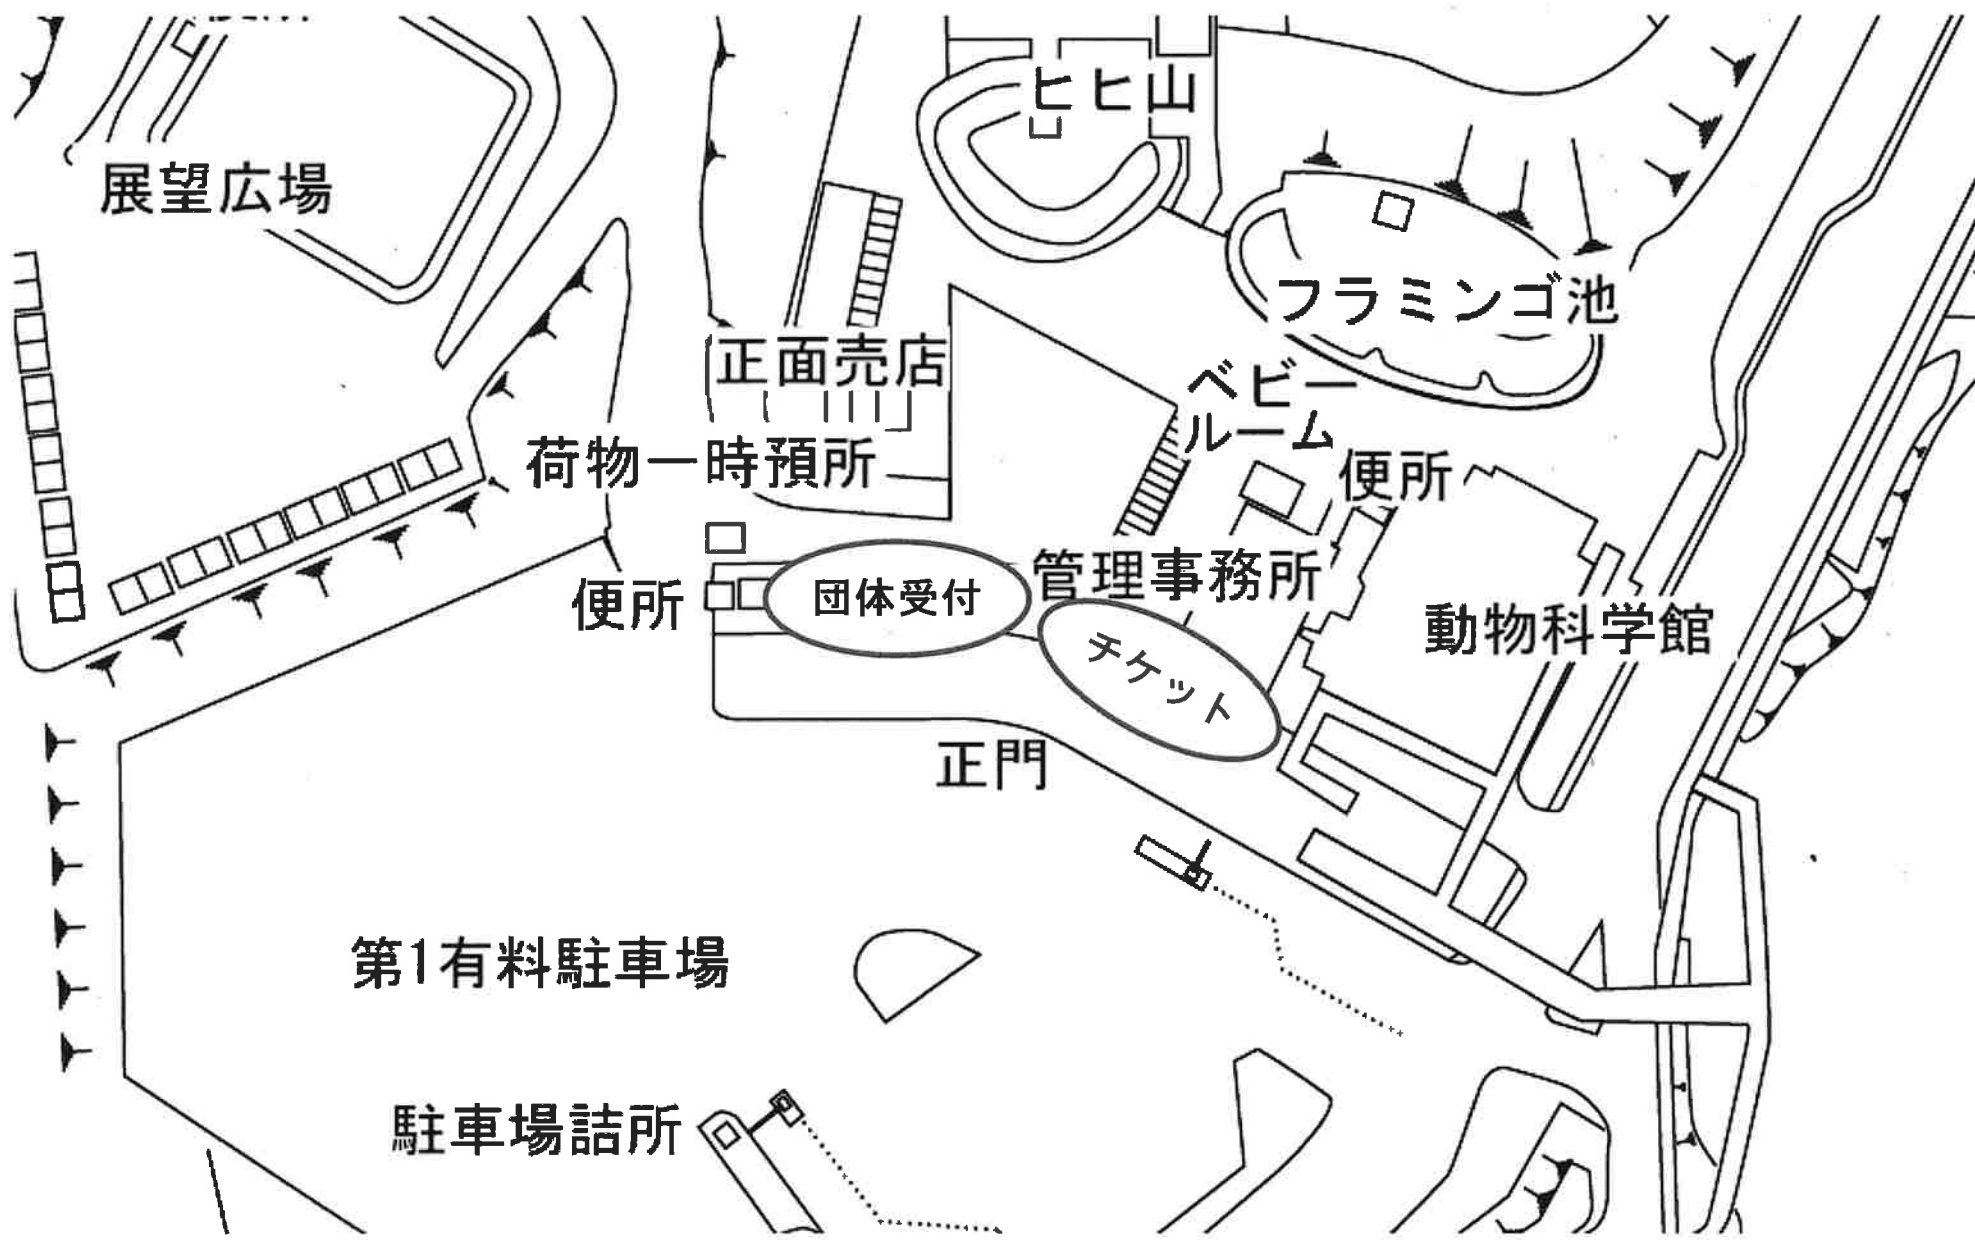 ヒヒ山
展望広場
フラミンゴ池
正面売店
ベビー
ルーム
荷物一時預所
便所
管理事務所
便所
団体受付
動物科学館
チケット
正門
第1有料駐車場
駐車場詰所